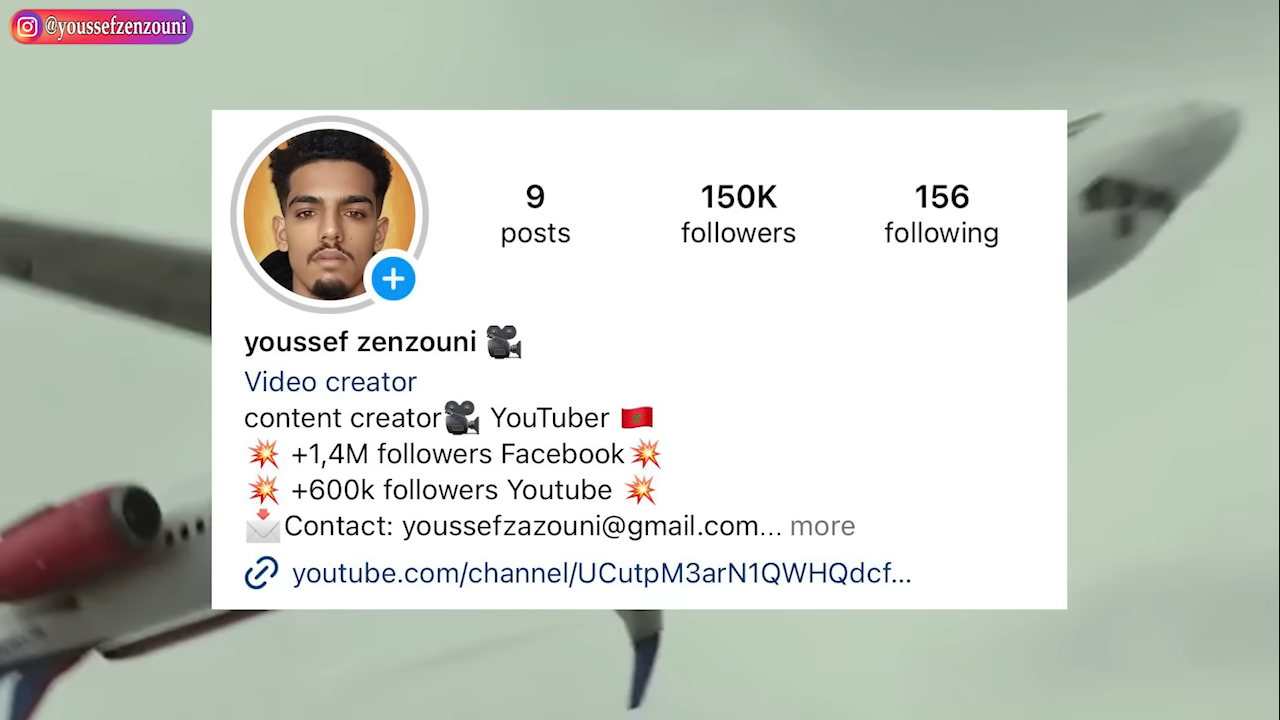 @youssefzenzouni
9 150K 156
posts followers following
youssef zenzouni
Video creator
content creator YouTuber
+1,4M followers Facebook
+600k followers Youtube
Contact: youssefzazouni@gmail.com... more
youtube.com/channel/UCutpM3arN1QWHQdcf...